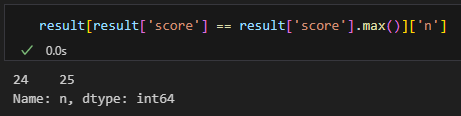 result[result['score'] == result['score'].max()]['n']
0.0s
24    25
Name: n, dtype: int64